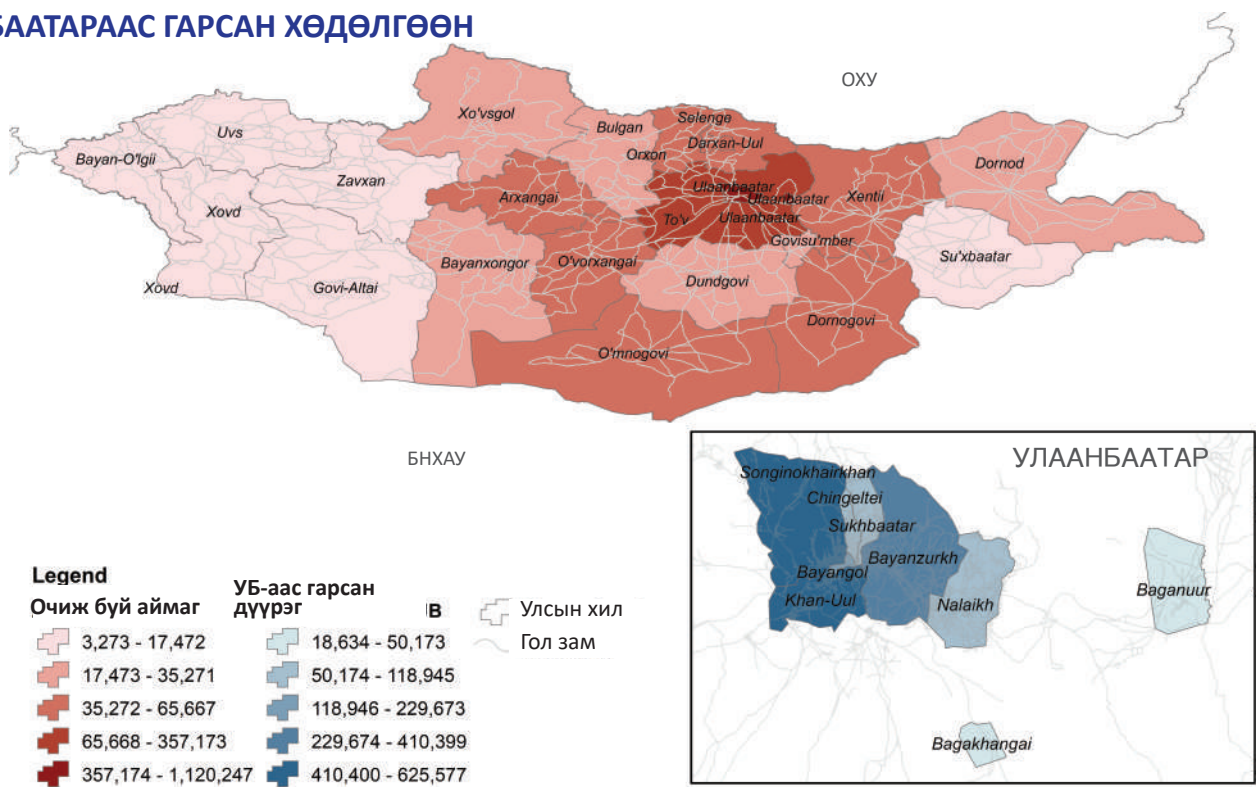 БААТАРААС ГАРСАН ХӨДӨЛГӨӨН
ОХУ
Xo'vsgol
Selenge
Bulgan
Uvs
Darxan-Uul
Orxon
Bayan-O'lgii
Dornod
Zavxan
Ulaanbaatar
Arxangai
Ulaanbaatar
Xentii
Xovd
To'v
Ulaanbaatar
Govisu'mber
Su'xbaatar
Bayanxongor
O'vorxangai
Dundgovi
Xovd
Govi-Altai
Dornogovi
O'mnogovi
БНХАУ
УЛААНБААТАР
Songinokhairkhan
Chingeltei
Sukhbaatar
Bayanzurkh
Bayangol
Khan-Uul
Nalaikh
Baganuur
Bagakhangai
Legend
Очиж буй аймаг
3,273 - 17,472
17,473 - 35,271
35,272 - 65,667
65,668 - 357,173
357,174 - 1,120,247
УБ-аас гарсан
дүүрэг
В
18,634 - 50,173
50,174 - 118,945
118,946 - 229,673
229,674 - 410,399
410,400 - 625,577
Улсын хил
Гол зам